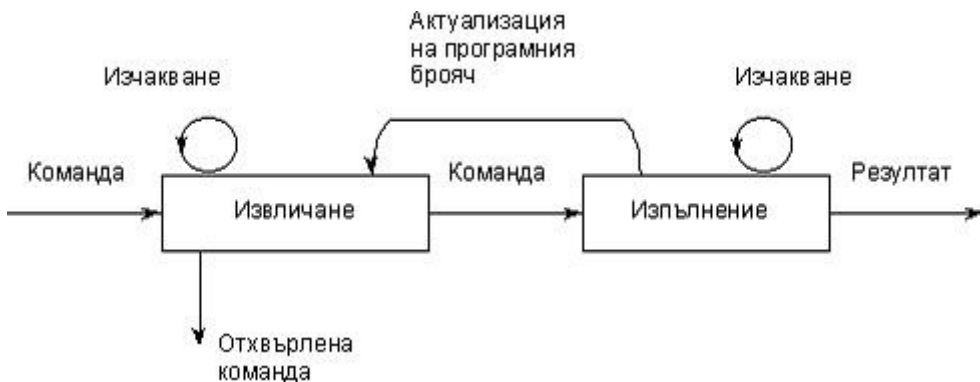 Актуализация
на програмния
брояч
Изчакване
Изчакване
Команда
Команда
Резултат
Извличане
Изпълнение
Отхвърлена
команда